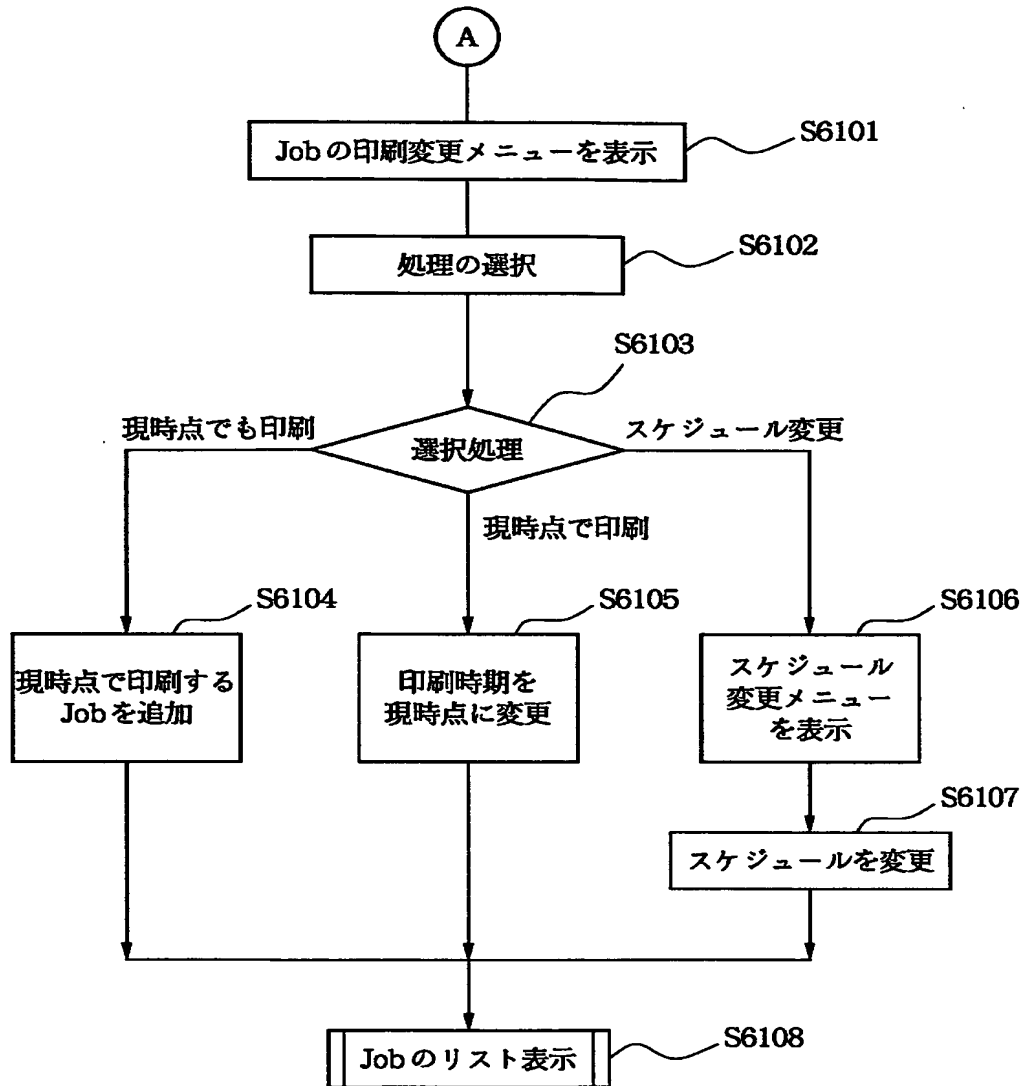 A
Jobの印刷変更メニューを表示
S6101
処理の選択
S6102
S6103
選択処理
現時点でも印刷
スケジュール変更
現時点で印刷
S6104
現時点で印刷する
Jobを追加
S6105
印刷時期を
現時点に変更
S6106
スケジュール
変更メニュー
を表示
S6107
スケジュールを変更
Jobのリスト表示
S6108